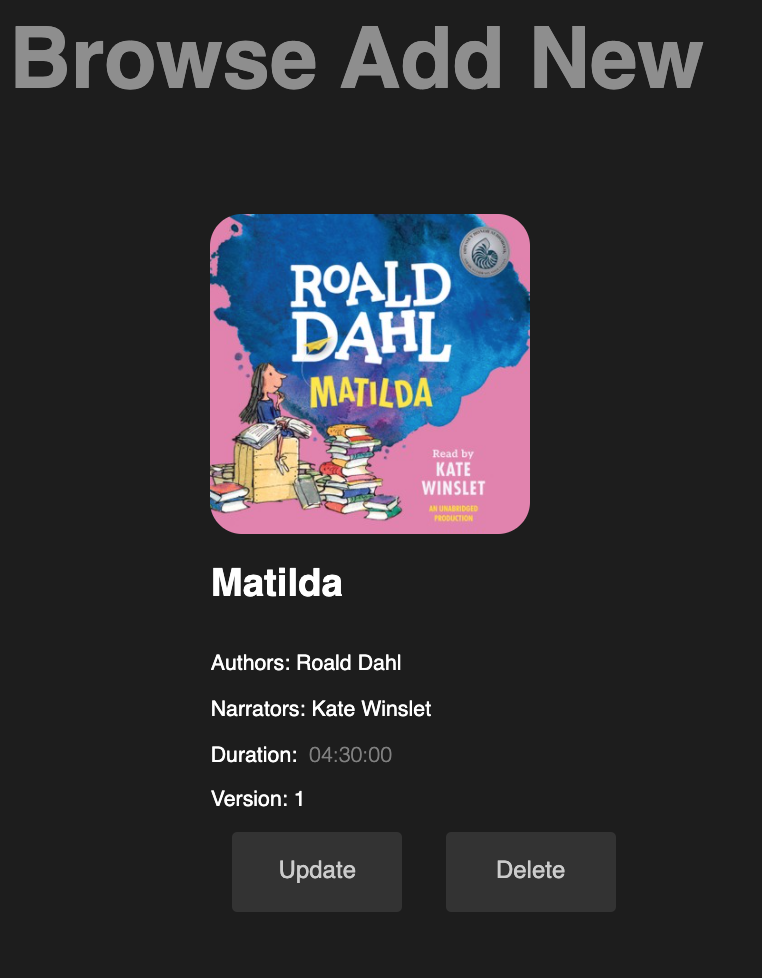 Browse Add New
ROALD
DAHL
MATILDA
Read by
KATE
WINSLET
AN UNABRIDGED
PRODUCTION
Matilda
Authors: Roald Dahl
Narrators: Kate Winslet
Duration: 04:30:00
Version: 1
Update Delete